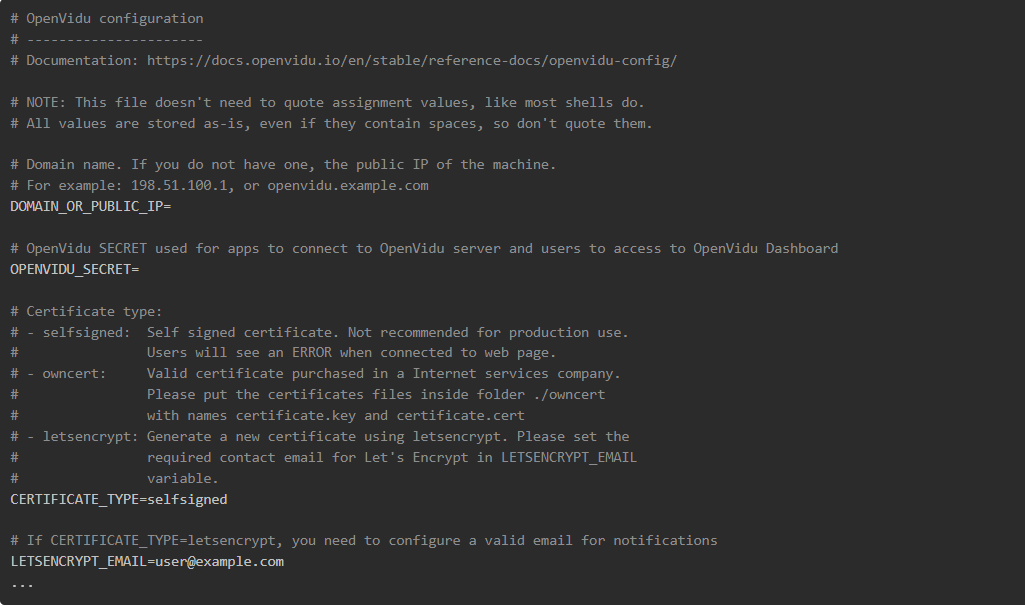 # OpenVidu configuration
# ----------------------
# Documentation: https://docs.openvidu.io/en/stable/reference-docs/openvidu-config/

# NOTE: This file doesn't need to quote assignment values, like most shells do.
# All values are stored as-is, even if they contain spaces, so don't quote them.

# Domain name. If you do not have one, the public IP of the machine.
# For example: 198.51.100.1, or openvidu.example.com
DOMAIN_OR_PUBLIC_IP=

# OpenVidu SECRET used for apps to connect to OpenVidu server and users to access to OpenVidu Dashboard
OPENVIDU_SECRET=

# Certificate type:
# - selfsigned:  Self signed certificate. Not recommended for production use.
#                Users will see an ERROR when connected to web page.
# - owncert:     Valid certificate purchased in a Internet services company.
#                Please put the certificates files inside folder ./owncert
#                with names certificate.key and certificate.cert
# - letsencrypt: Generate a new certificate using letsencrypt. Please set the
#                required contact email for Let's Encrypt in LETSENCRYPT_EMAIL
#                variable.
CERTIFICATE_TYPE=selfsigned

# If CERTIFICATE_TYPE=letsencrypt, you need to configure a valid email for notifications
LETSENCRYPT_EMAIL=user@example.com
...